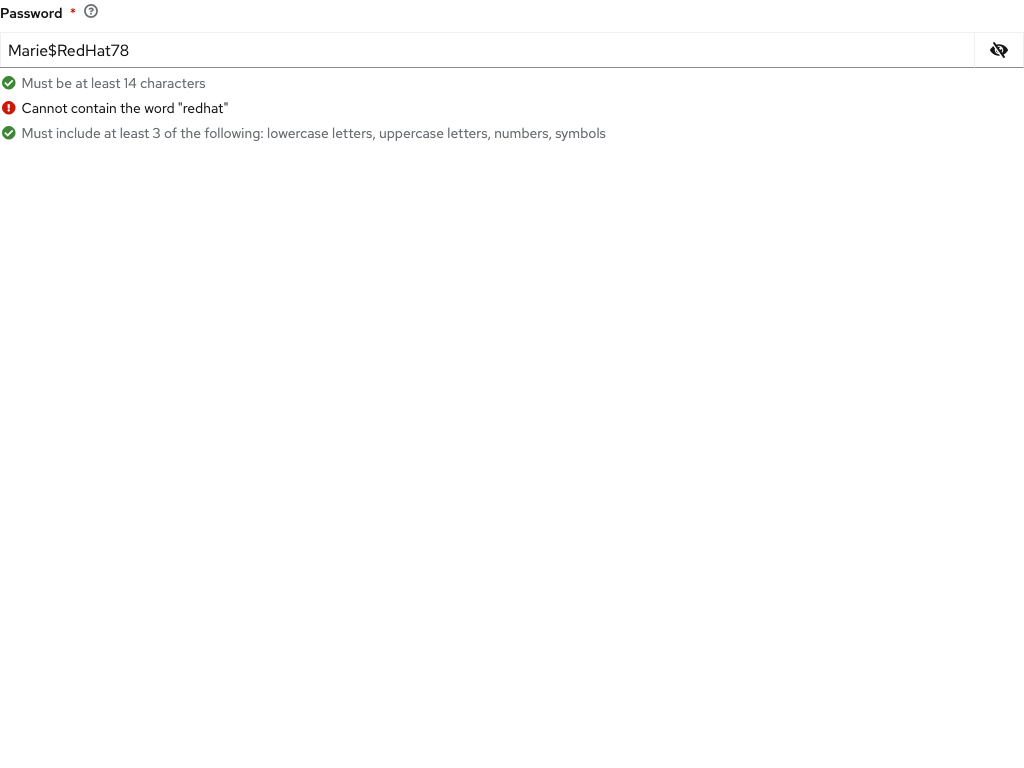 Password *
Marie$RedHat78
Must be at least 14 characters
Cannot contain the word "redhat"
Must include at least 3 of the following: lowercase letters, uppercase letters, numbers, symbols